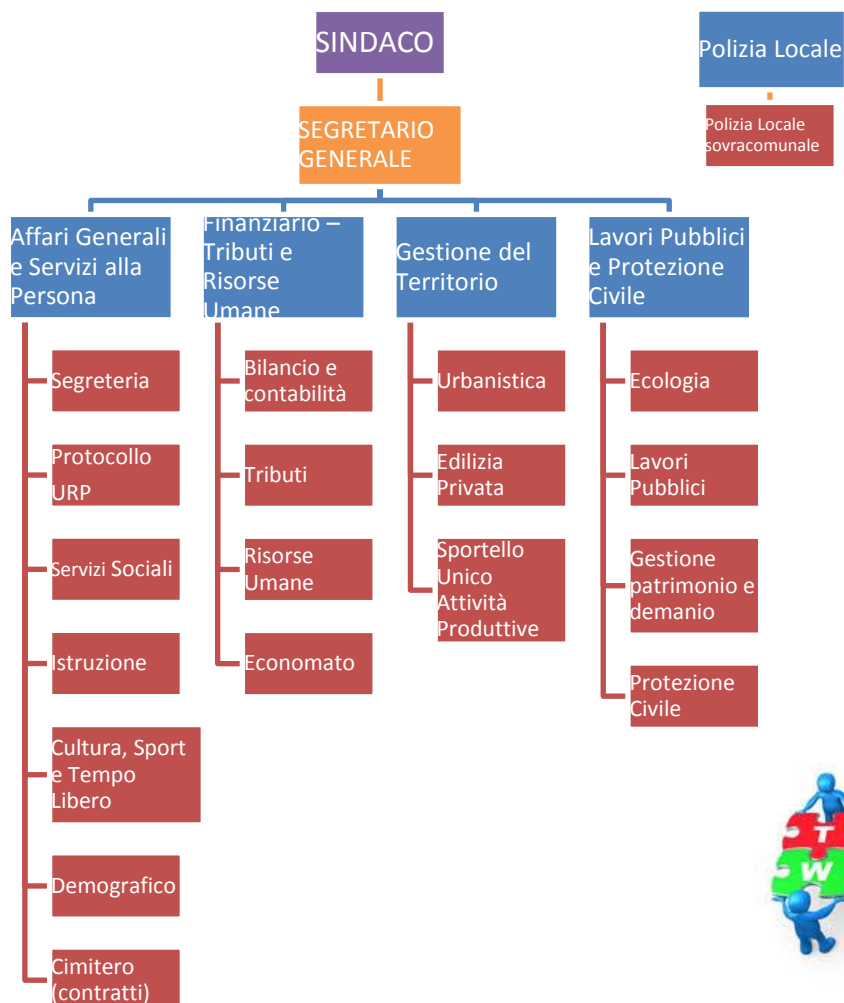 SINDACO
Polizia Locale
SEGRETARIO
GENERALE
Polizia Locale
sovracomunale
Affari Generali
e Servizi alla
Persona
Finanziario –
Tributi e
Risorse
Umane
Gestione del
Territorio
Lavori Pubblici
e Protezione
Civile
Segreteria
Protocollo
URP
Servizi Sociali
Istruzione
Cultura, Sport
e Tempo
Libero
Demografico
Cimitero
(contratti)
Bilancio e
contabilità
Tributi
Risorse
Umane
Economato
Urbanistica
Edilizia
Privata
Sportello
Unico
Attività
Produttive
Ecologia
Lavori
Pubblici
Gestione
patrimonio e
demanio
Protezione
Civile
T
W